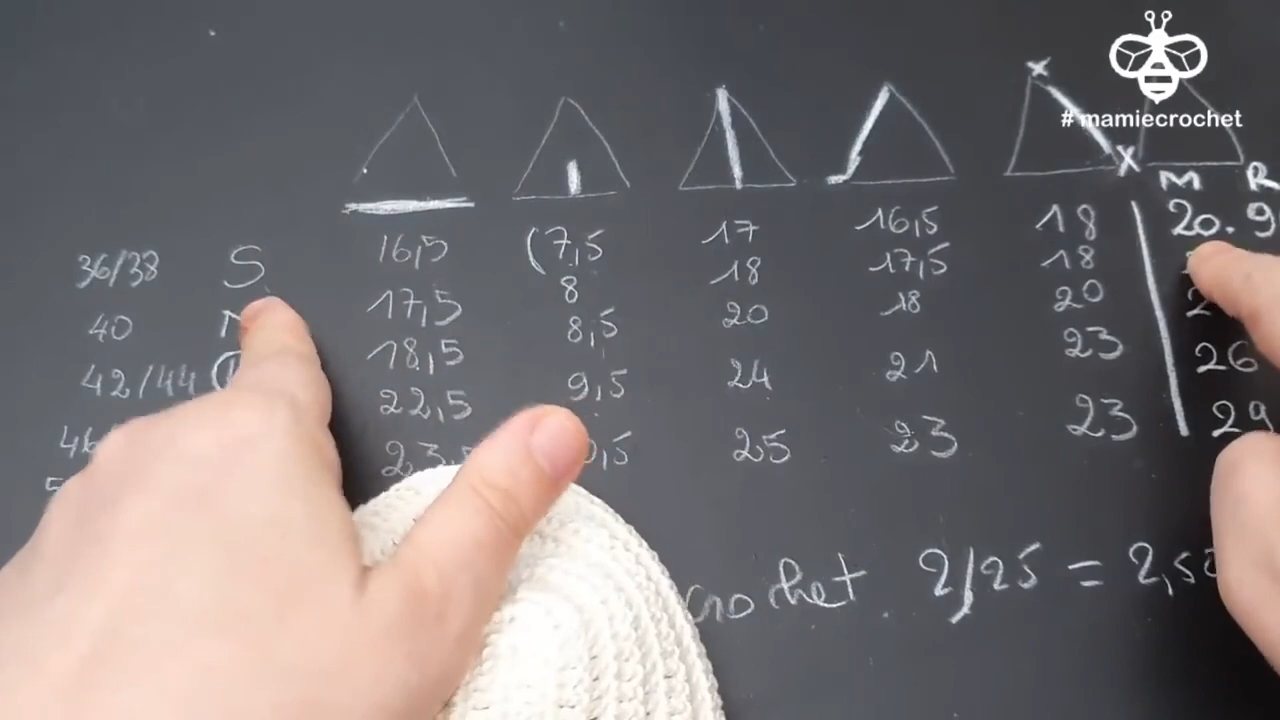 # mamiecrochet
M R
36/38 S 16,5 (7,5 17 16,5 18 20. 9
40 17,5 8 18 17,5 18
42/44 18,5 8,5 20 18 20
22,5 9,5 24 21 23 26
25 23 23 29
crochet. 2/25 = 2,50